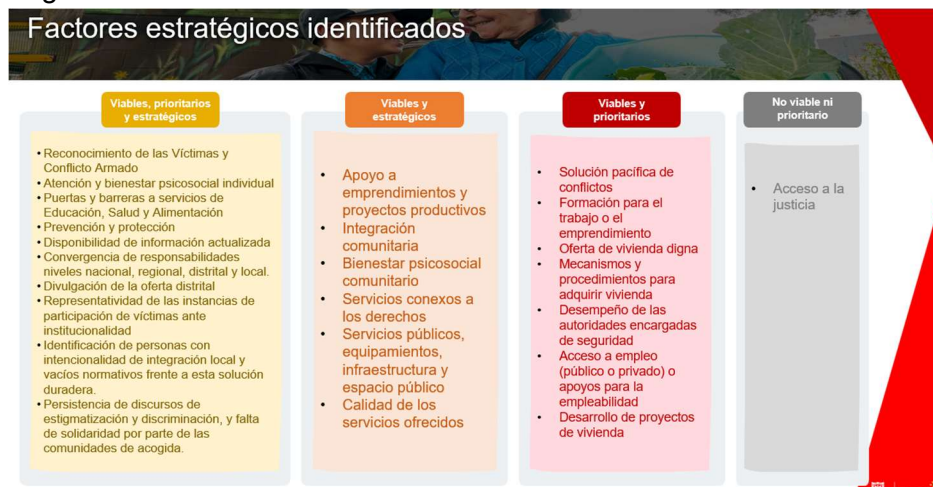 Factores estratégicos identificados
Viables, prioritarios
y estratégicos
• Reconocimiento de las Víctimas y
Conflicto Armado
• Atención y bienestar psicosocial individual
• Puertas y barreras a servicios de
Educación, Salud y Alimentación
• Prevención y protección
• Disponibilidad de información actualizada
• Convergencia de responsabilidades
niveles nacional, regional, distrital y local.
• Divulgación de la oferta distrital
• Representatividad de las instancias de
participación de víctimas ante
institucionalidad
• Identificación de personas con
intencionalidad de integración local y
vacíos normativos frente a esta solución
duradera.
• Persistencia de discursos de
estigmatización y discriminación, y falta
de solidaridad por parte de las
comunidades de acogida.
Viables y
estratégicos
• Apoyo a
emprendimientos y
proyectos productivos
• Integración
comunitaria
• Bienestar psicosocial
comunitario
• Servicios conexos a
los derechos
• Servicios públicos,
equipamientos,
infraestructura y
espacio público
• Calidad de los
servicios ofrecidos
Viables y
prioritarios
• Solución pacífica de
conflictos
• Formación para el
trabajo o el
emprendimiento
• Oferta de vivienda digna
• Mecanismos y
procedimientos para
adquirir vivienda
• Desempeño de las
autoridades encargadas
de seguridad
• Acceso a empleo
(público o privado) o
apoyos para la
empleabilidad
• Desarrollo de proyectos
de vivienda
No viable ni
prioritario
• Acceso a la
justicia